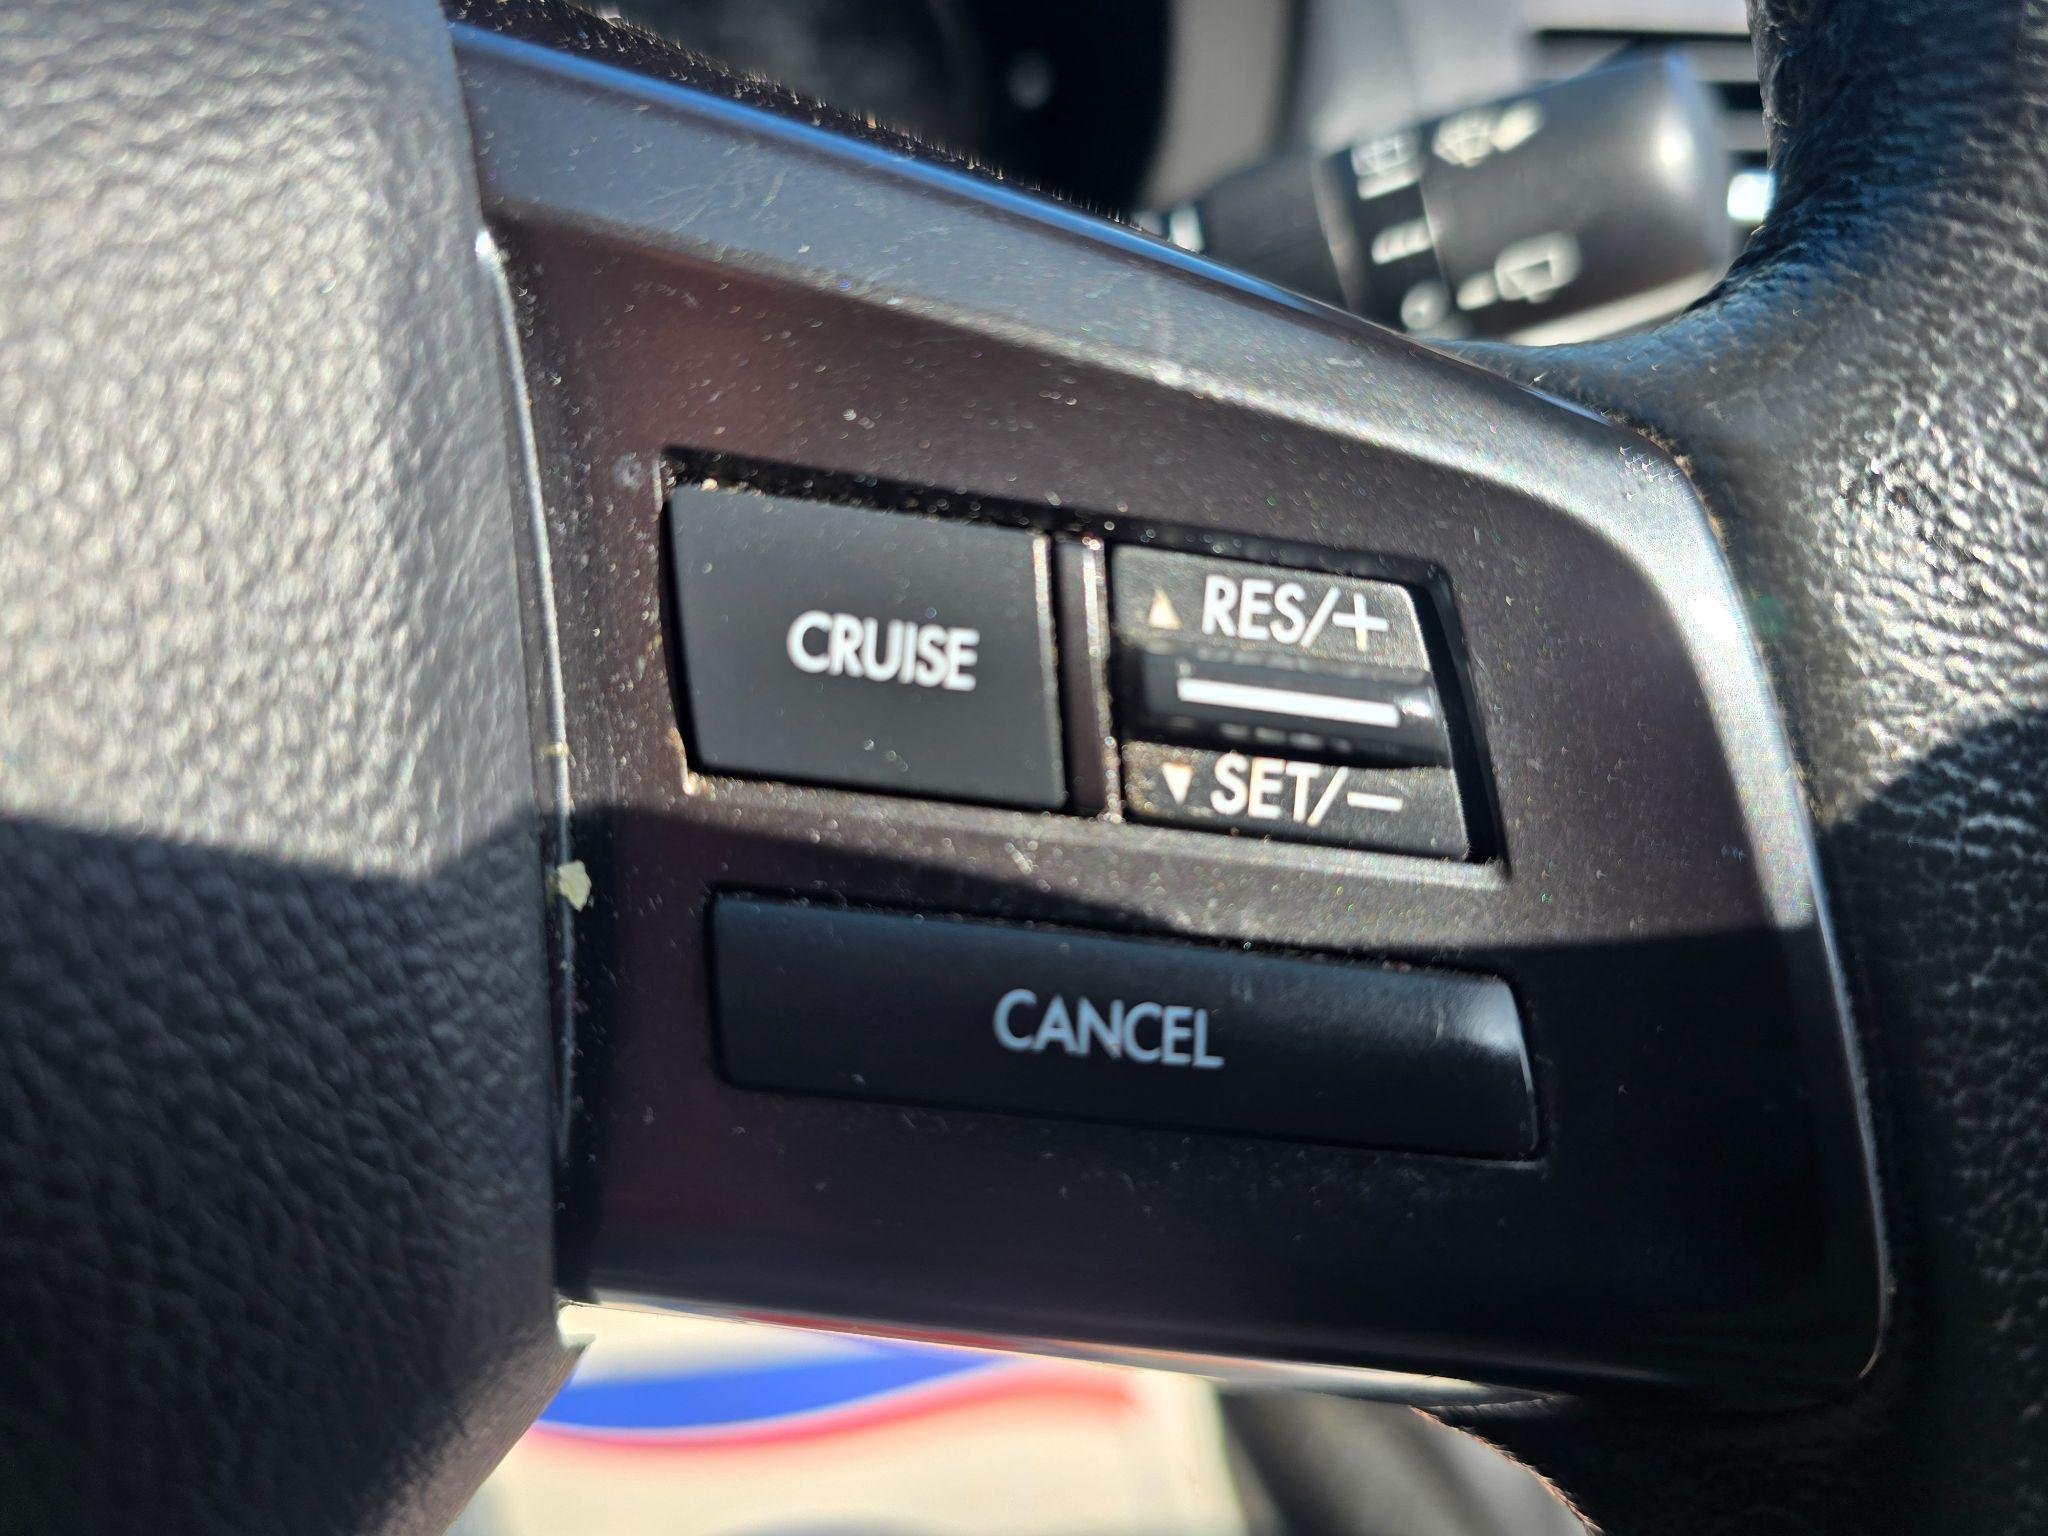 CRUISE
▲ RES/+
▼ SET/–
CANCEL